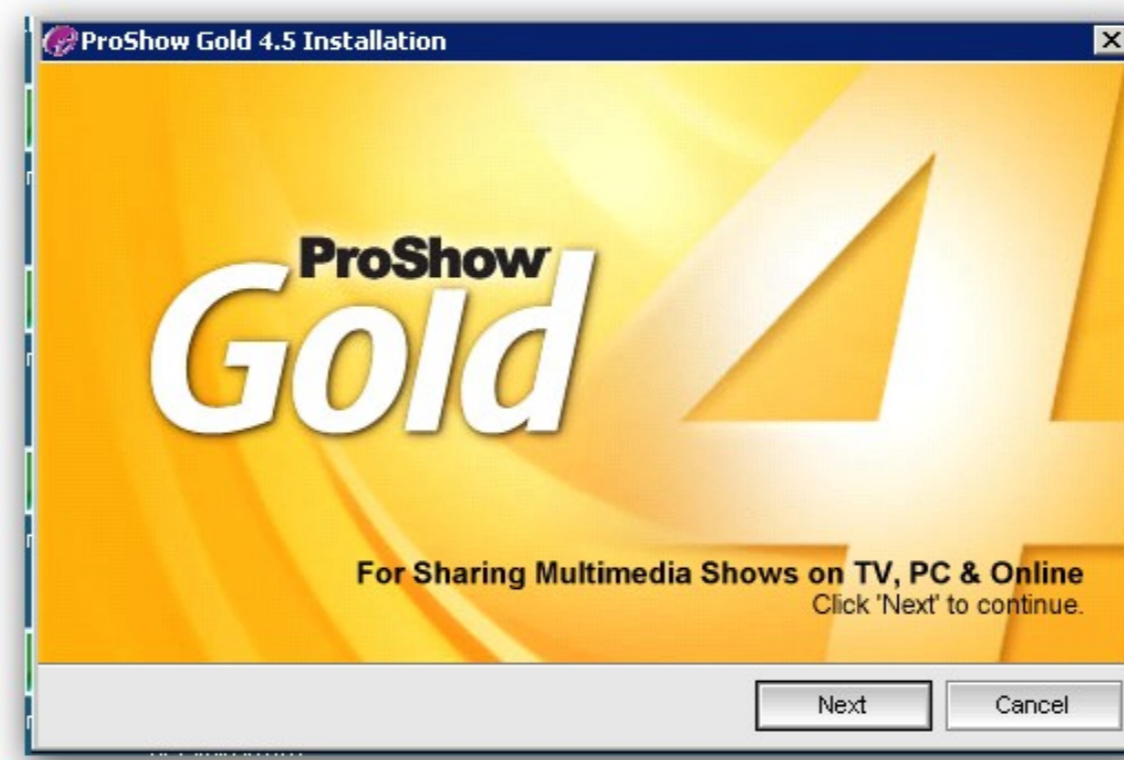 ProShow Gold 4.5 Installation
ProShow
Gold
4
For Sharing Multimedia Shows on TV, PC & Online
Click 'Next' to continue.
Next
Cancel